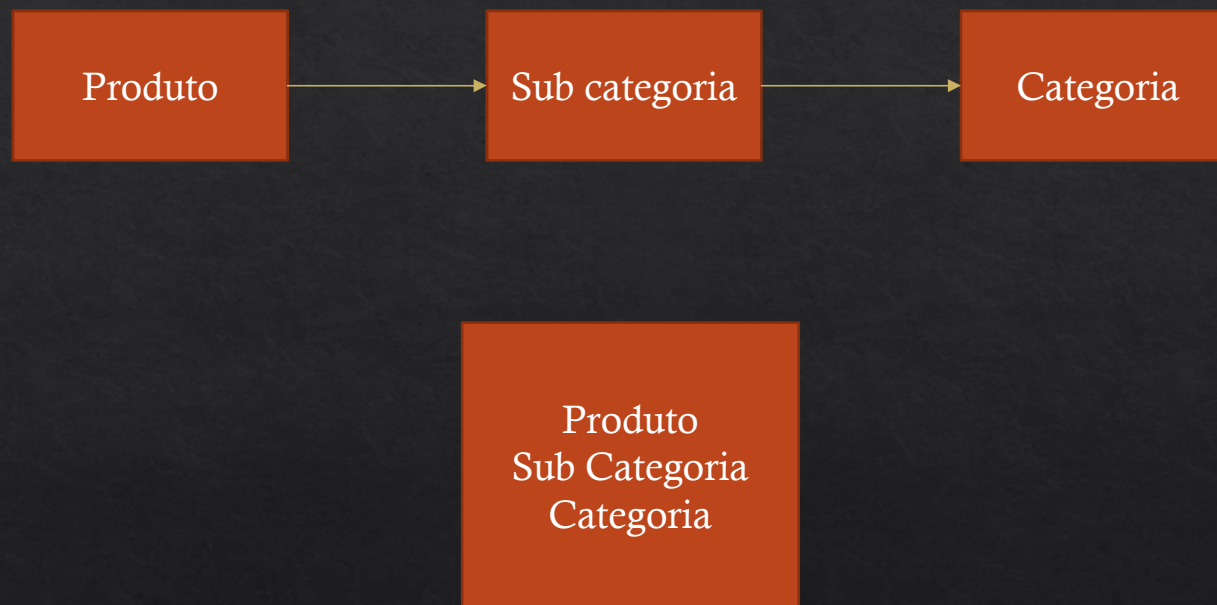 Produto
Sub categoria
Categoria
Produto
Sub Categoria
Categoria